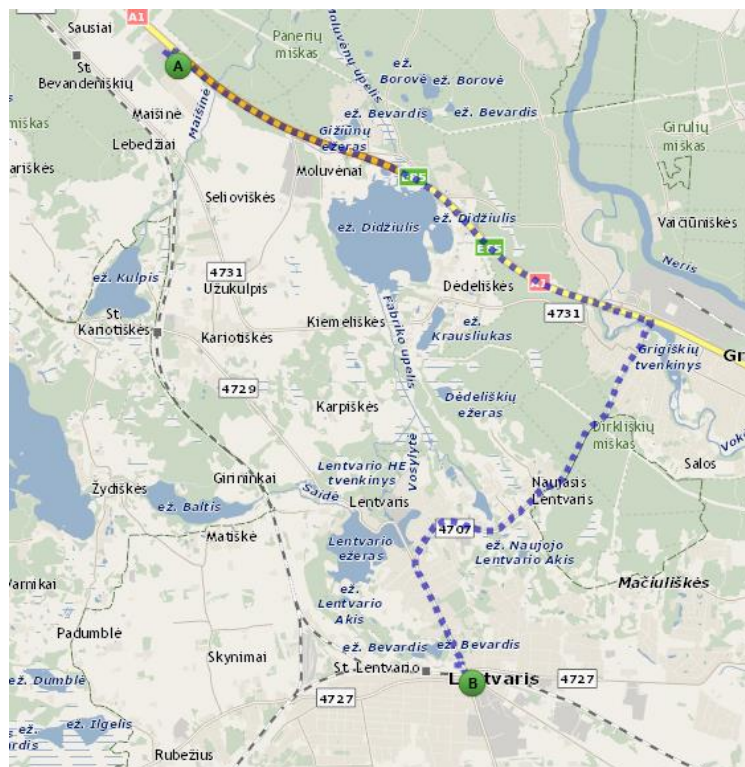 A1
Sausiai
Panerių
miškas
St.
Bevandeniškių
A
ež.
Borovė
ež. Borovė
Moluvėnų upelis
Maišinė
Maišinė
ež. Bevardis
ež. Bevardis
miškas
Lebedžiai
Gižiūnų
ežeras
Girulių
miškas
ariškės
Moluvėnai
E85
Selioviškės
ež. Didžiulis
ež. Didžiulis
Vaičiūniškės
E85
Neris
ež. Kulpis
4731
Užukulpis
Dėdeliškės
St.
Kariotiškės
Kariotiškės
Kiemeliškės
Fabriko upelis
ež.
Krausliukas
4731
Grigiškių
tvenkinys
Gr
4729
Karpiškės
Dėdeliškių
ežeras
Dirkliškių
miškas
Vok
Salos
Girininkai
Lentvario HE
tvenkinys
Vosylytė
Žydiškės
ež. Baltis
Saidė
Lentvaris
Naujasis
Lentvaris
Matiškė
4707
Lentvario
ežeras
ež. Naujojo
Lentvario Akis
Varnikai
ež.
Lentvario
Akis
Mačiuliškės
Padumblė
Skynimai
ež. Bevardis
ež. Bevardis
St. Lentvario
ež. Dumblė
Lentvaris
B
4727
4727
ež.
ež. Ilgelis
Rubežius